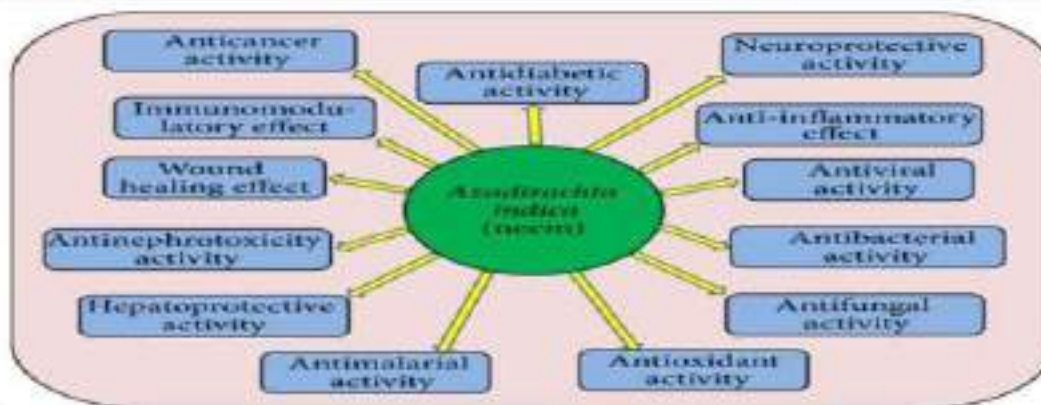 Anticancer
activity
Antidiabetic
activity
Neuroprotective
activity
Immunomodu-
latory effect
Anti-inflammatory
effect
Wound
healing effect
Antiviral
activity
Azadirachta
indica
(neem)
Antinephrotoxicity
activity
Antibacterial
activity
Hepatoprotective
activity
Antifungal
activity
Antimalarial
activity
Antioxidant
activity